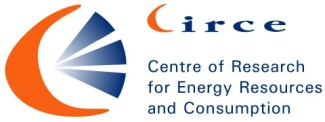 Circe
Centre of Research
for Energy Resources
and Consumption